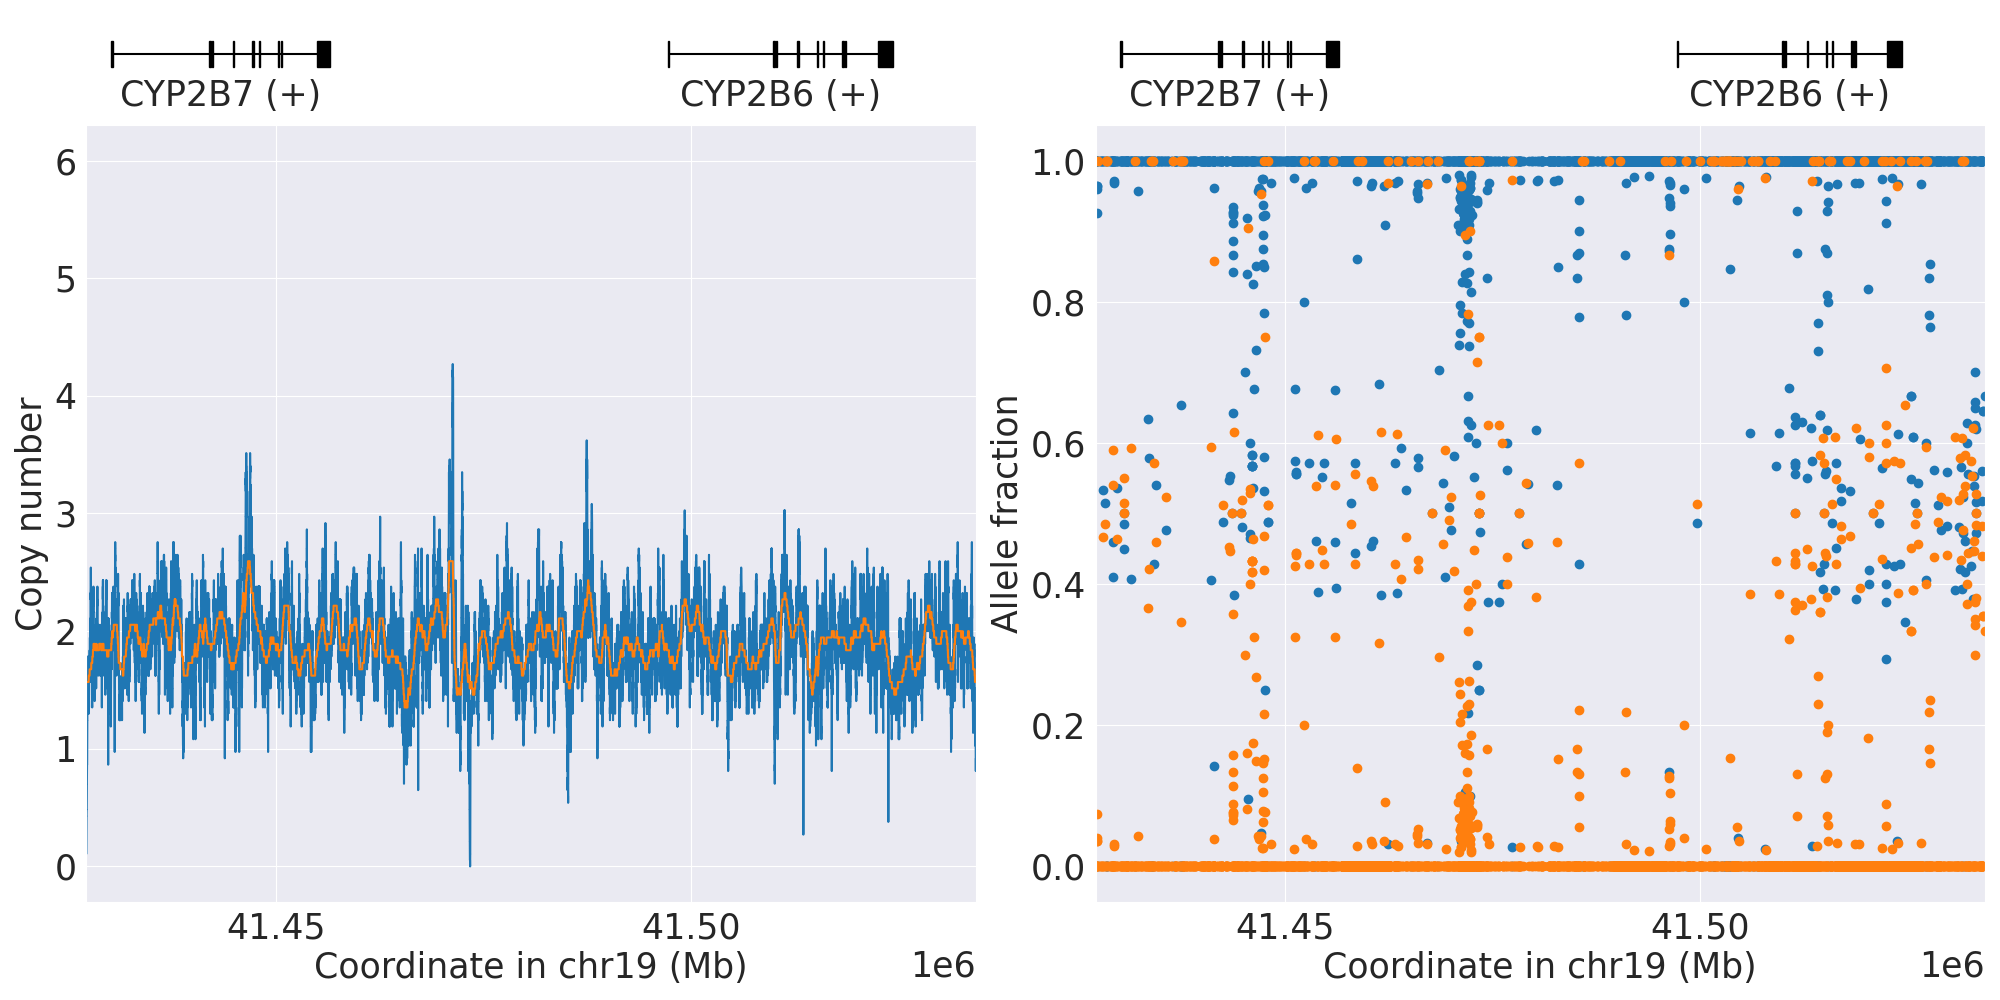 CYP2B7 (+)
CYP2B6 (+)
CYP2B7 (+)
CYP2B6 (+)
6
5
4
3
2
1
0
Copy number
41.45
41.50
Coordinate in chr19 (Mb)
1e6
1.0
0.8
0.6
0.4
0.2
0.0
Allele fraction
41.45
41.50
Coordinate in chr19 (Mb)
1e6